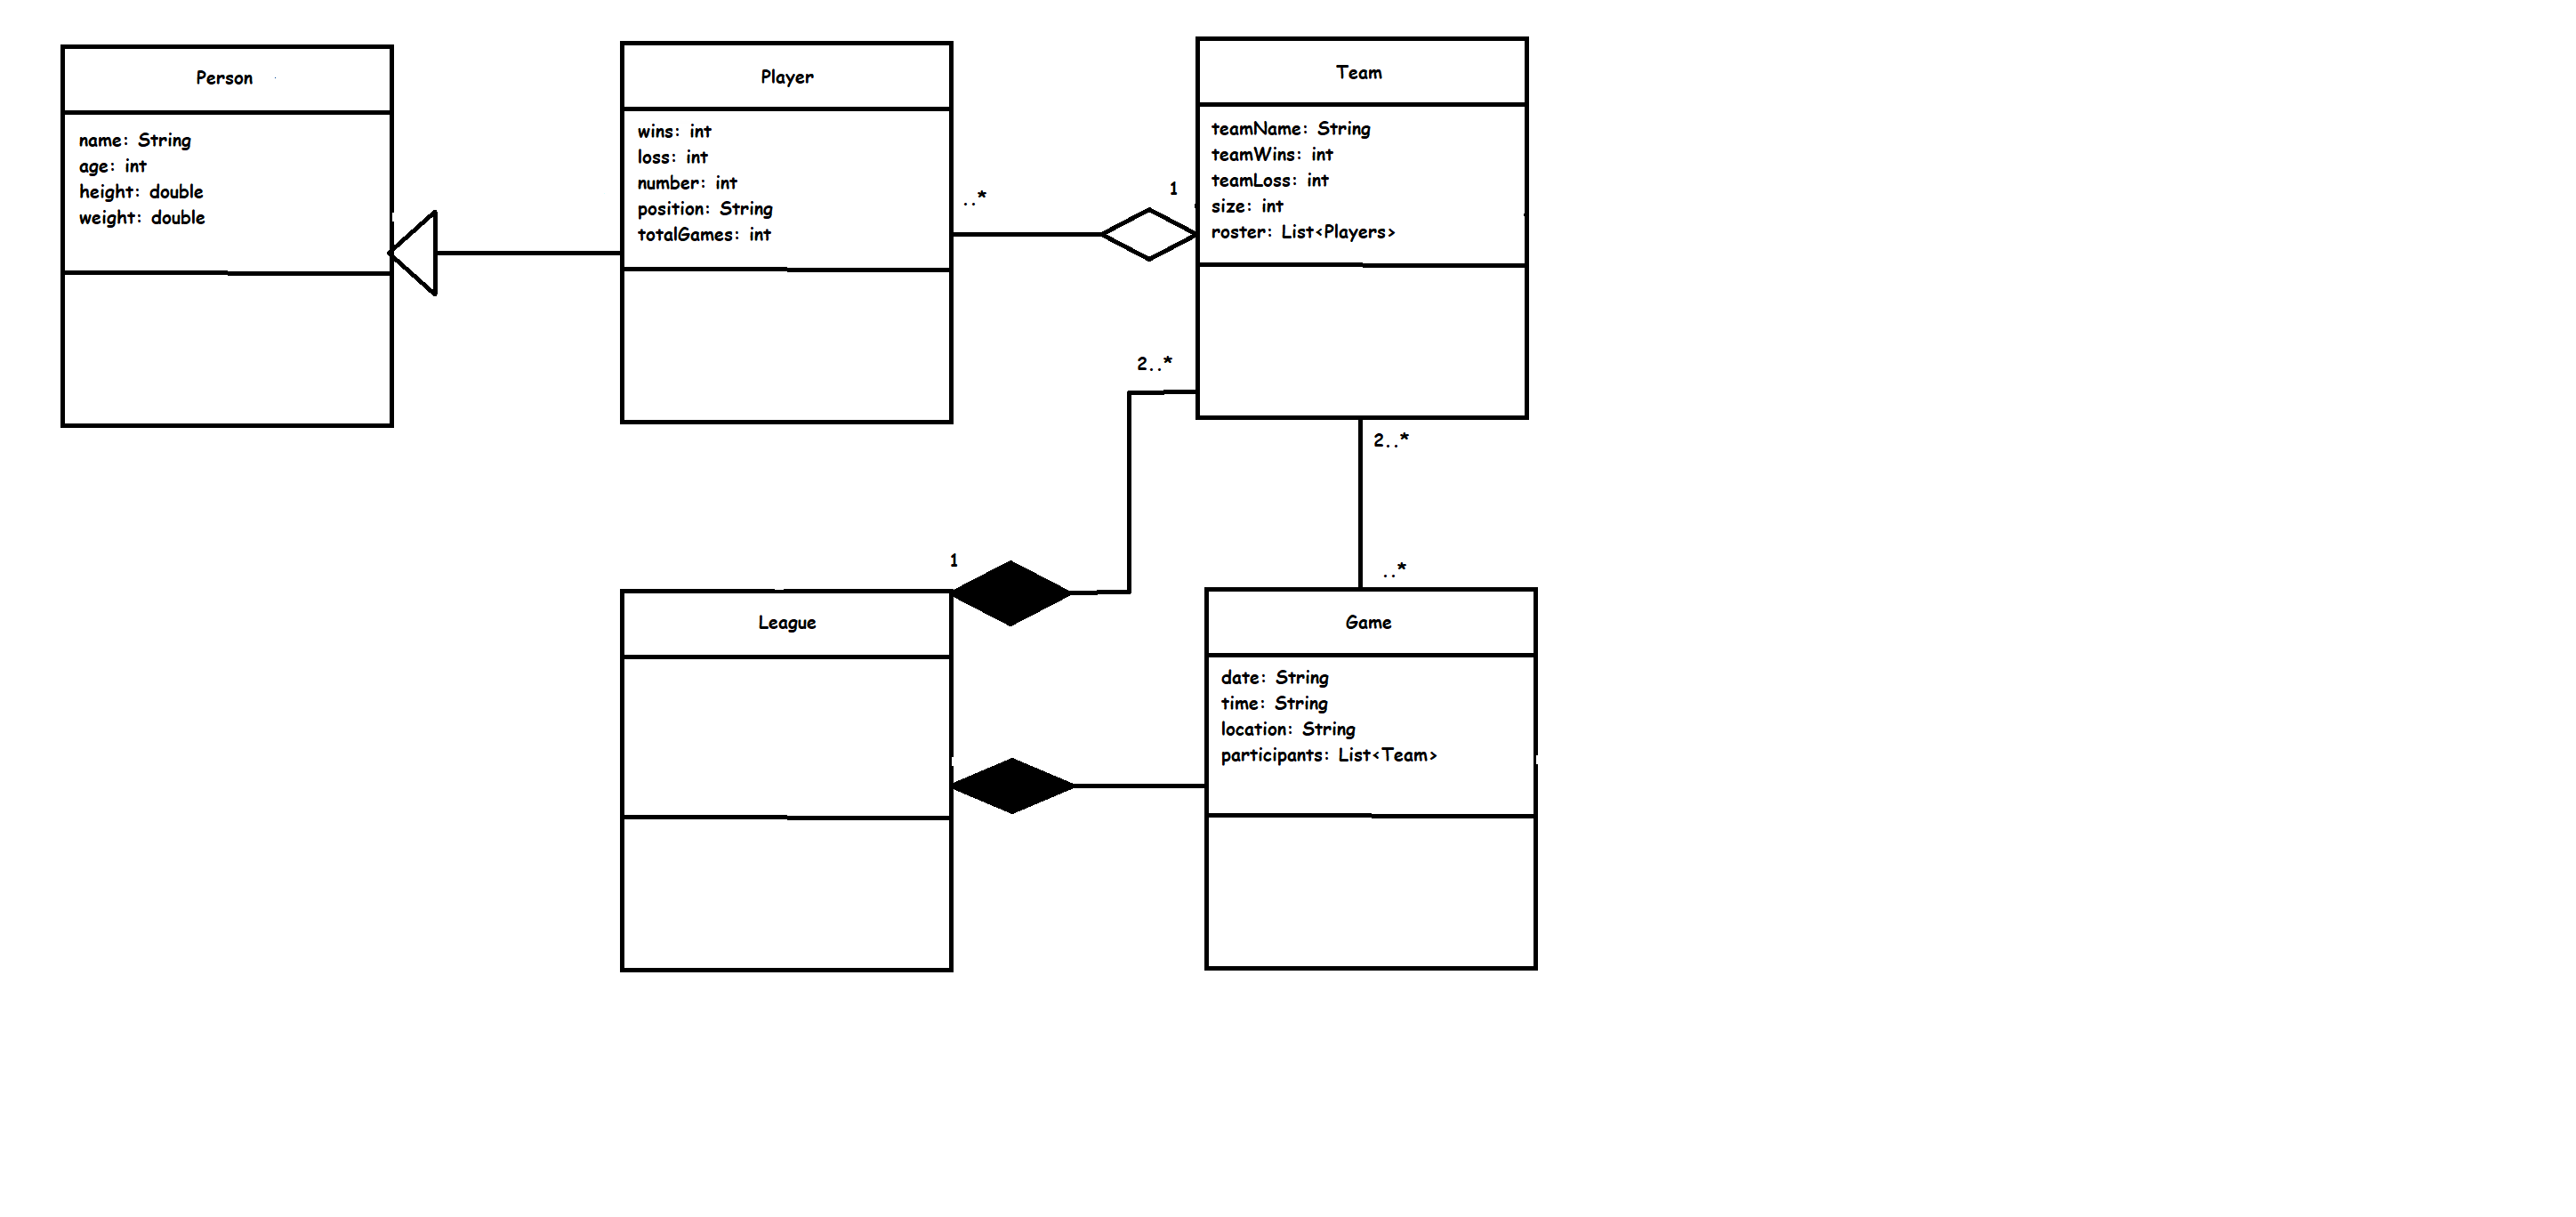 Person
name: String
age: int
height: double
weight: double
Player
wins: int
loss: int
number: int
position: String
totalGames: int
..*
1
Team
teamName: String
teamWins: int
teamLoss: int
size: int
roster: List<Players>
2..*
2..*
..*
1
League
Game
date: String
time: String
location: String
participants: List<Team>